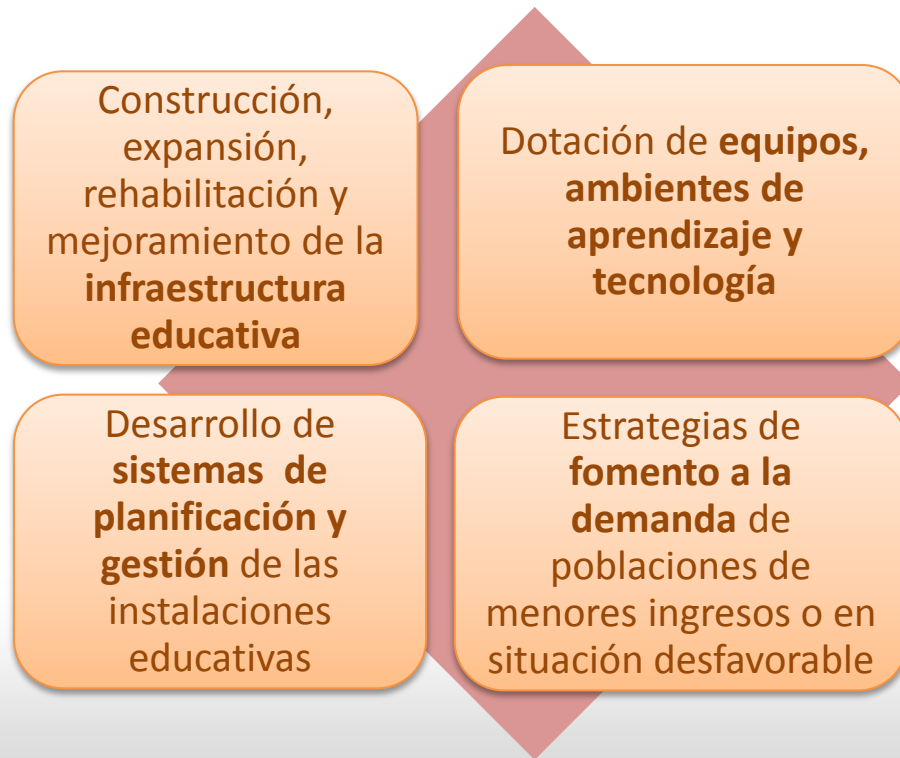 Construcción,
expansión,
rehabilitación y
mejoramiento de la
infraestructura
educativa
Dotación de equipos,
ambientes de
aprendizaje y
tecnología
Desarrollo de
sistemas de
planificación y
gestión de las
instalaciones
educativas
Estrategias de
fomento a la
demanda de
poblaciones de
menores ingresos o en
situación desfavorable